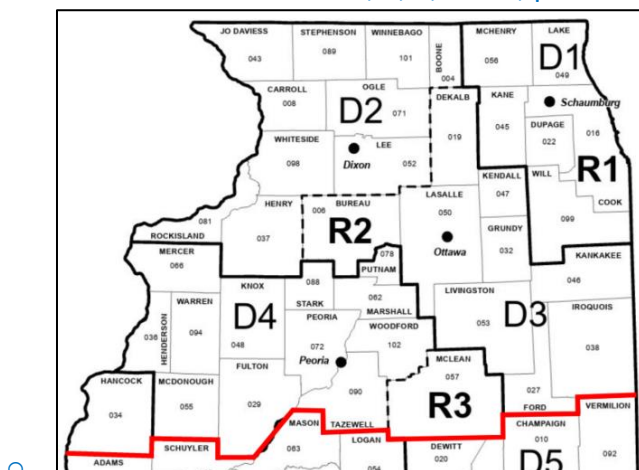 JO DAVIESS
043
STEPHENSON
089
WINNEBAGO
101
BOONE
004
MCHENRY
056
LAKE
D1
049
CARROLL
008
OGLE
D2
071
DEKALB
019
KANE
045
Schaumburg
DUPAGE
022
016
WHITESIDE
098
Dixon
LEE
052
R1
COOK
WILL
099
KENDALL
047
HENRY
037
006
BUREAU
R2
LASALLE
050
Ottawa
GRUNDY
032
081
ROCKISLAND
MERCER
066
078
PUTNAM
KANKAKEE
046
KNOX
D4
048
088
STARK
062
MARSHALL
LIVINGSTON
053
D3
IROQUOIS
038
WARREN
094
HENDERSON
036
PEORIA
072
Peoria
WOODFORD
102
MCLEAN
057
R3
HANCOCK
034
MCDONOUGH
055
FULTON
029
090
TAZEWELL
027
FORD
VERMILION
092
MASON
063
LOGAN
CHAMPAIGN
010
D5
SCHUYLER
ADAMS
DEWITT
020